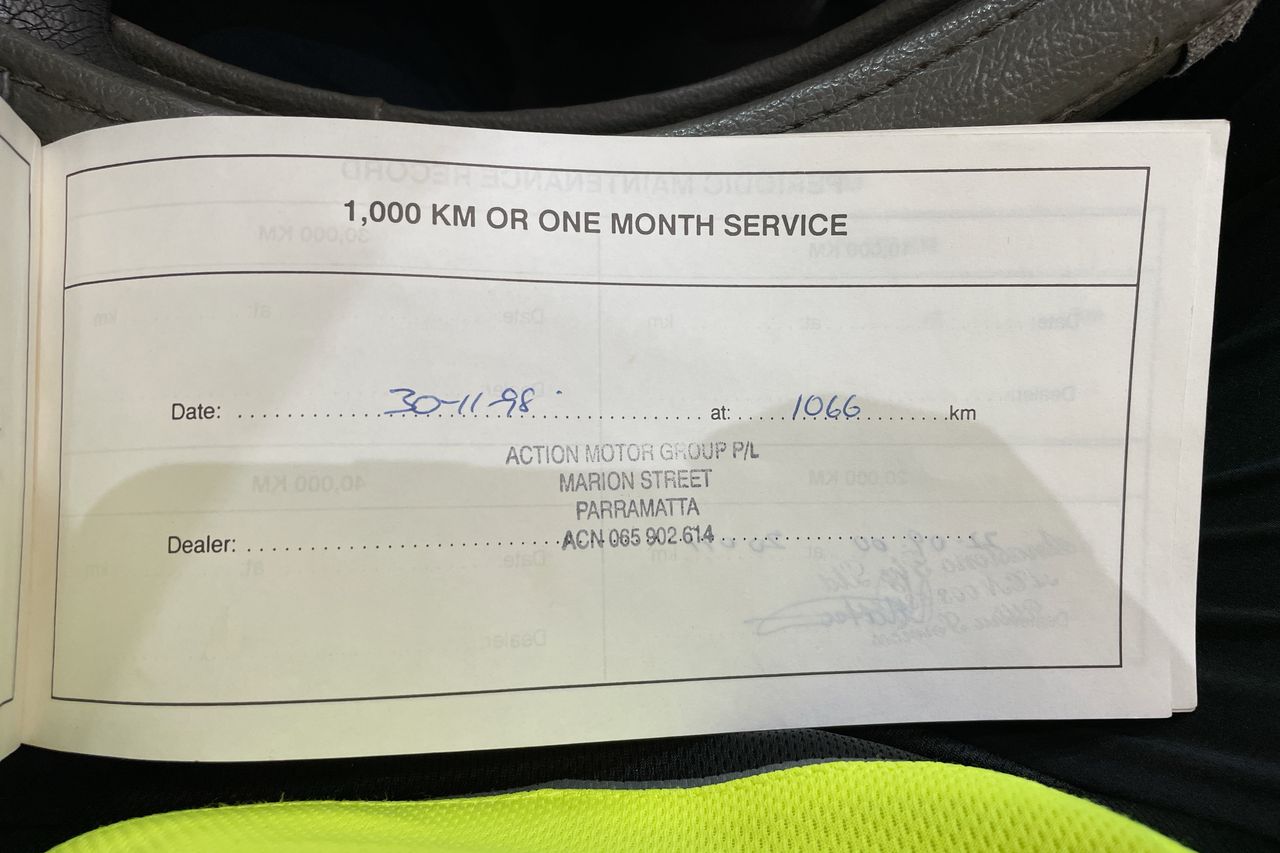 1,000 KM OR ONE MONTH SERVICE
Date: 30-11-98 at: 1066 km
ACTION MOTOR GROUP P/L
MARION STREET
PARRAMATTA
Dealer: ACN 065 902 614